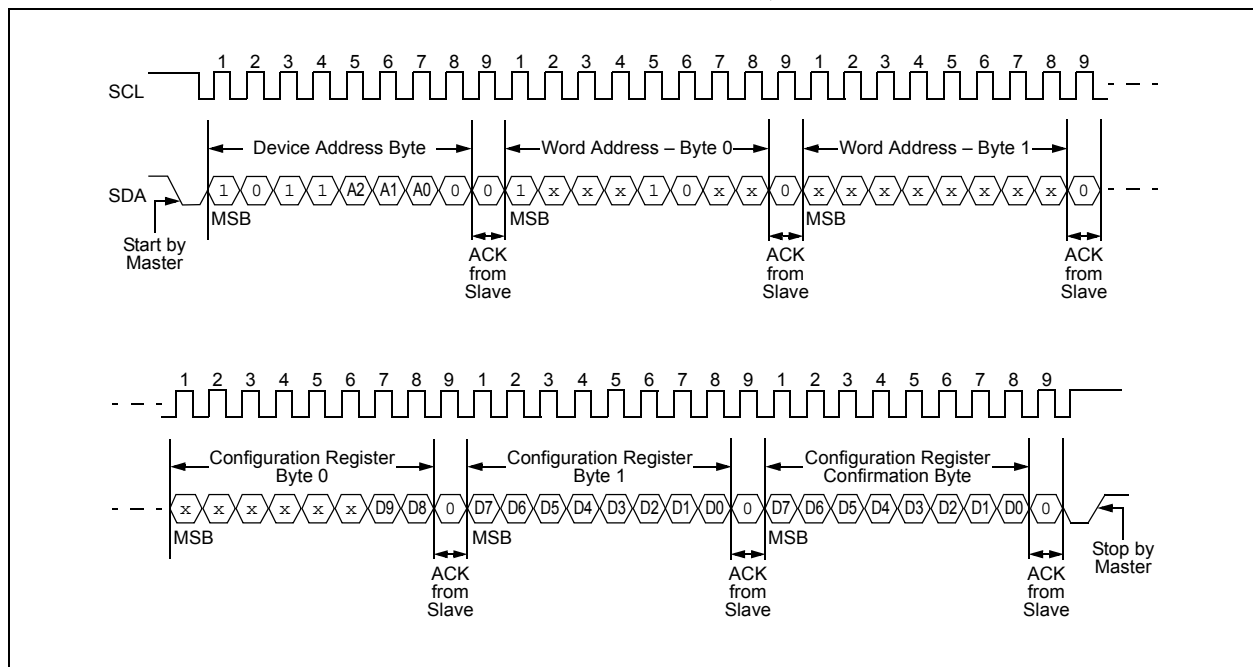 1 2 3 4 5 6 7 8 9 1 2 3 4 5 6 7 8 9 1 2 3 4 5 6 7 8 9
SCL
Device Address Byte Word Address – Byte 0 Word Address – Byte 1
SDA 1 0 1 1 A2 A1 A0 0 0 1 x x x 1 0 x x 0 x x x x x x x x 0
MSB MSB MSB
Start by
Master
ACK
from
Slave
ACK
from
Slave
ACK
from
Slave
1 2 3 4 5 6 7 8 9 1 2 3 4 5 6 7 8 9 1 2 3 4 5 6 7 8 9
Configuration Register
Byte 0
Configuration Register
Byte 1
Configuration Register
Confirmation Byte
x x x x x x D9 D8 0 D7 D6 D5 D4 D3 D2 D1 D0 0 D7 D6 D5 D4 D3 D2 D1 D0 0
MSB MSB MSB
ACK
from
Slave
ACK
from
Slave
ACK
from
Slave
Stop by
Master